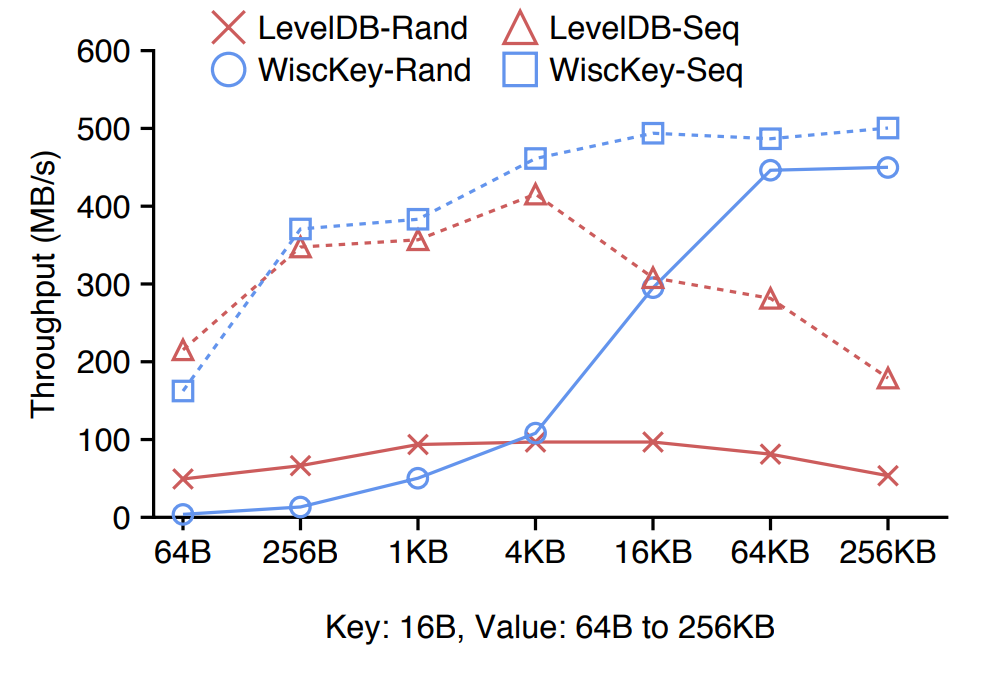 LevelDB-Rand LevelDB-Seq
WiscKey-Rand WiscKey-Seq
Throughput (MB/s)
600
500
400
300
200
100
0
64B 256B 1KB 4KB 16KB 64KB 256KB
Key: 16B, Value: 64B to 256KB